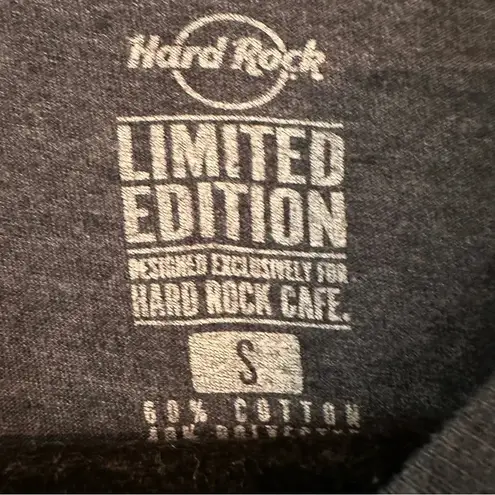 Hard Rock
LIMITED
EDITION
DESIGNED EXCLUSIVELY FOR
HARD ROCK CAFE.
S
60% COTTON